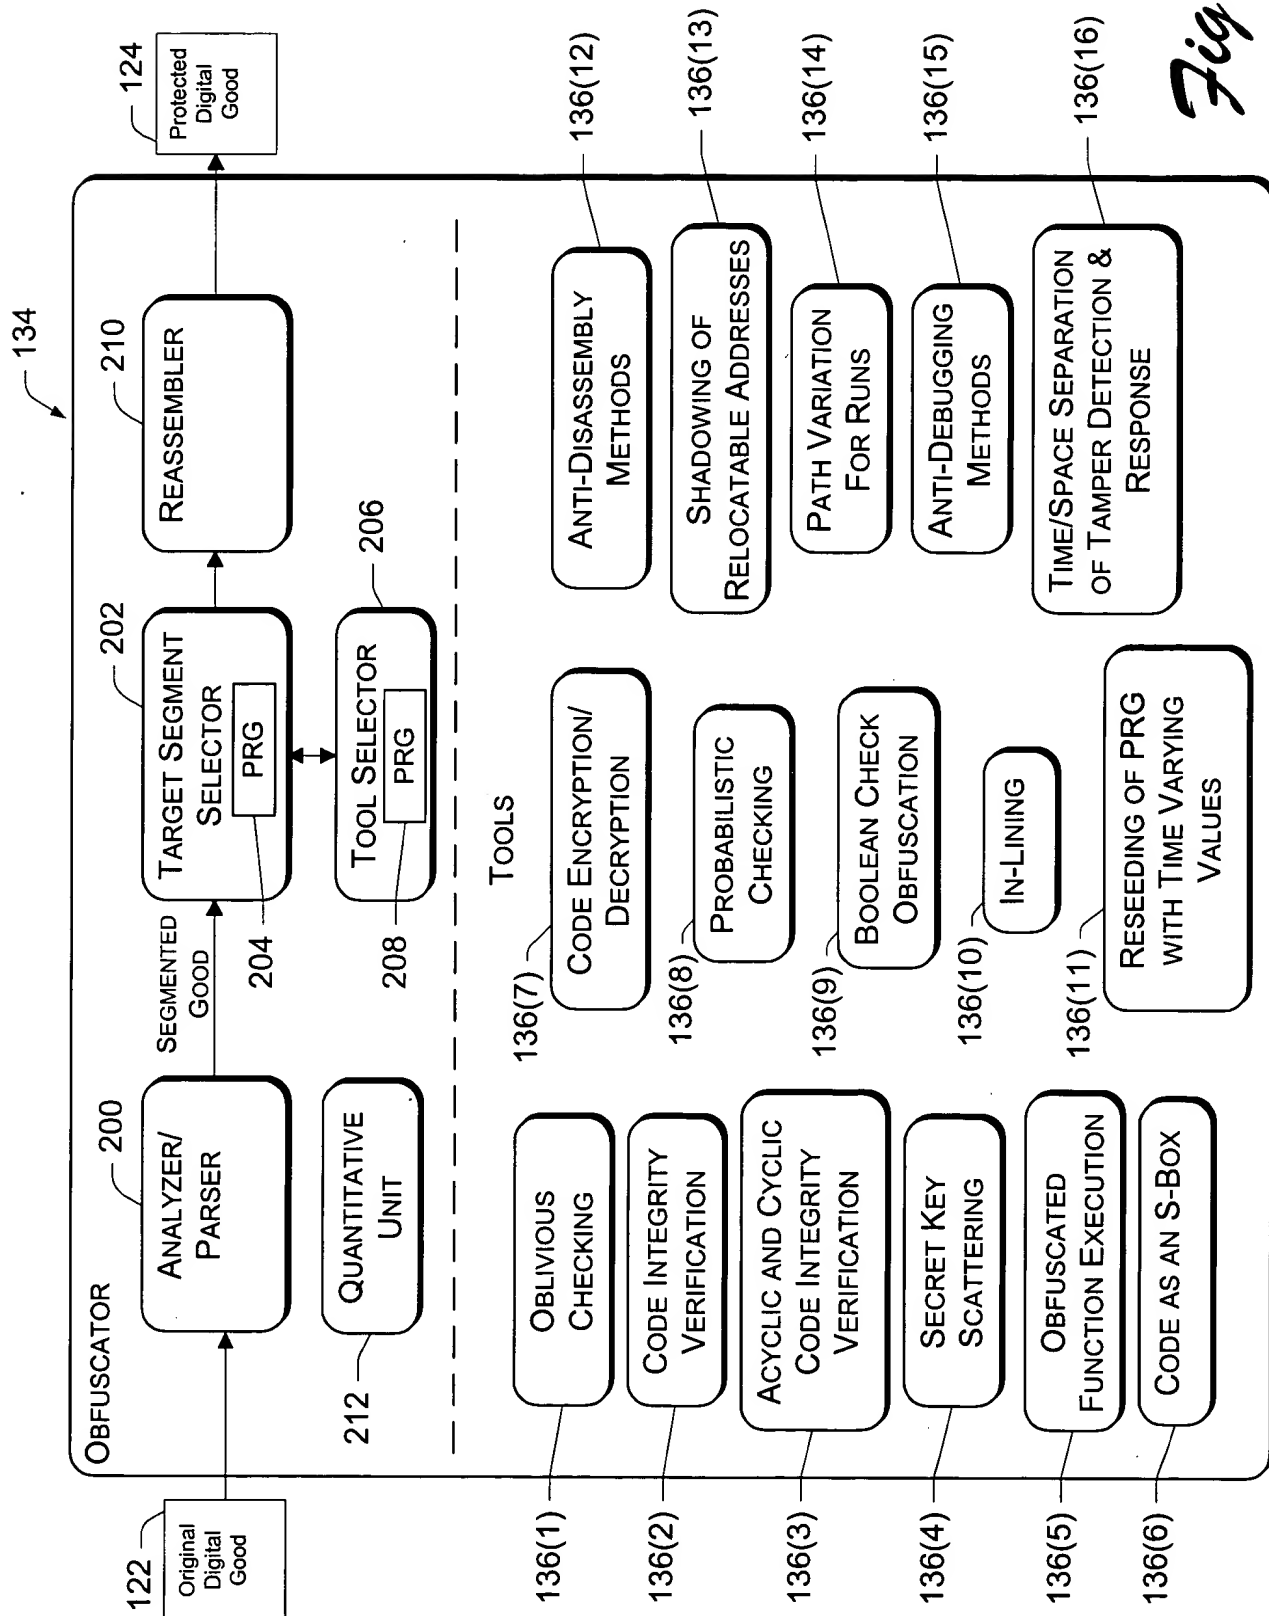 134
OBFUSCATOR
122
Original
Digital
Good
200
ANALYZER/
PARSER
SEGMENTED
GOOD
202
TARGET SEGMENT
SELECTOR
PRG
204
210
REASSEMBLER
124
Protected
Digital
Good
212
QUANTITATIVE
UNIT
206
TOOL SELECTOR
PRG
208
TOOLS
136(1)
OBLIVIOUS
CHECKING
136(2)
CODE INTEGRITY
VERIFICATION
136(3)
ACYCLIC AND CYCLIC
CODE INTEGRITY
VERIFICATION
136(4)
SECRET KEY
SCATTERING
136(5)
OBFUSCATED
FUNCTION EXECUTION
136(6)
CODE AS AN S-BOX
136(7)
CODE ENCRYPTION/
DECRYPTION
136(8)
PROBABILISTIC
CHECKING
136(9)
BOOLEAN CHECK
OBFUSCATION
136(10)
IN-LINING
136(11)
RESEEDING OF PRG
WITH TIME VARYING
VALUES
136(12)
ANTI-DISASSEMBLY
METHODS
136(13)
SHADOWING OF
RELOCATABLE ADDRESSES
136(14)
PATH VARIATION
FOR RUNS
136(15)
ANTI-DEBUGGING
METHODS
136(16)
TIME/SPACE SEPARATION
OF TAMPER DETECTION &
RESPONSE
Fig